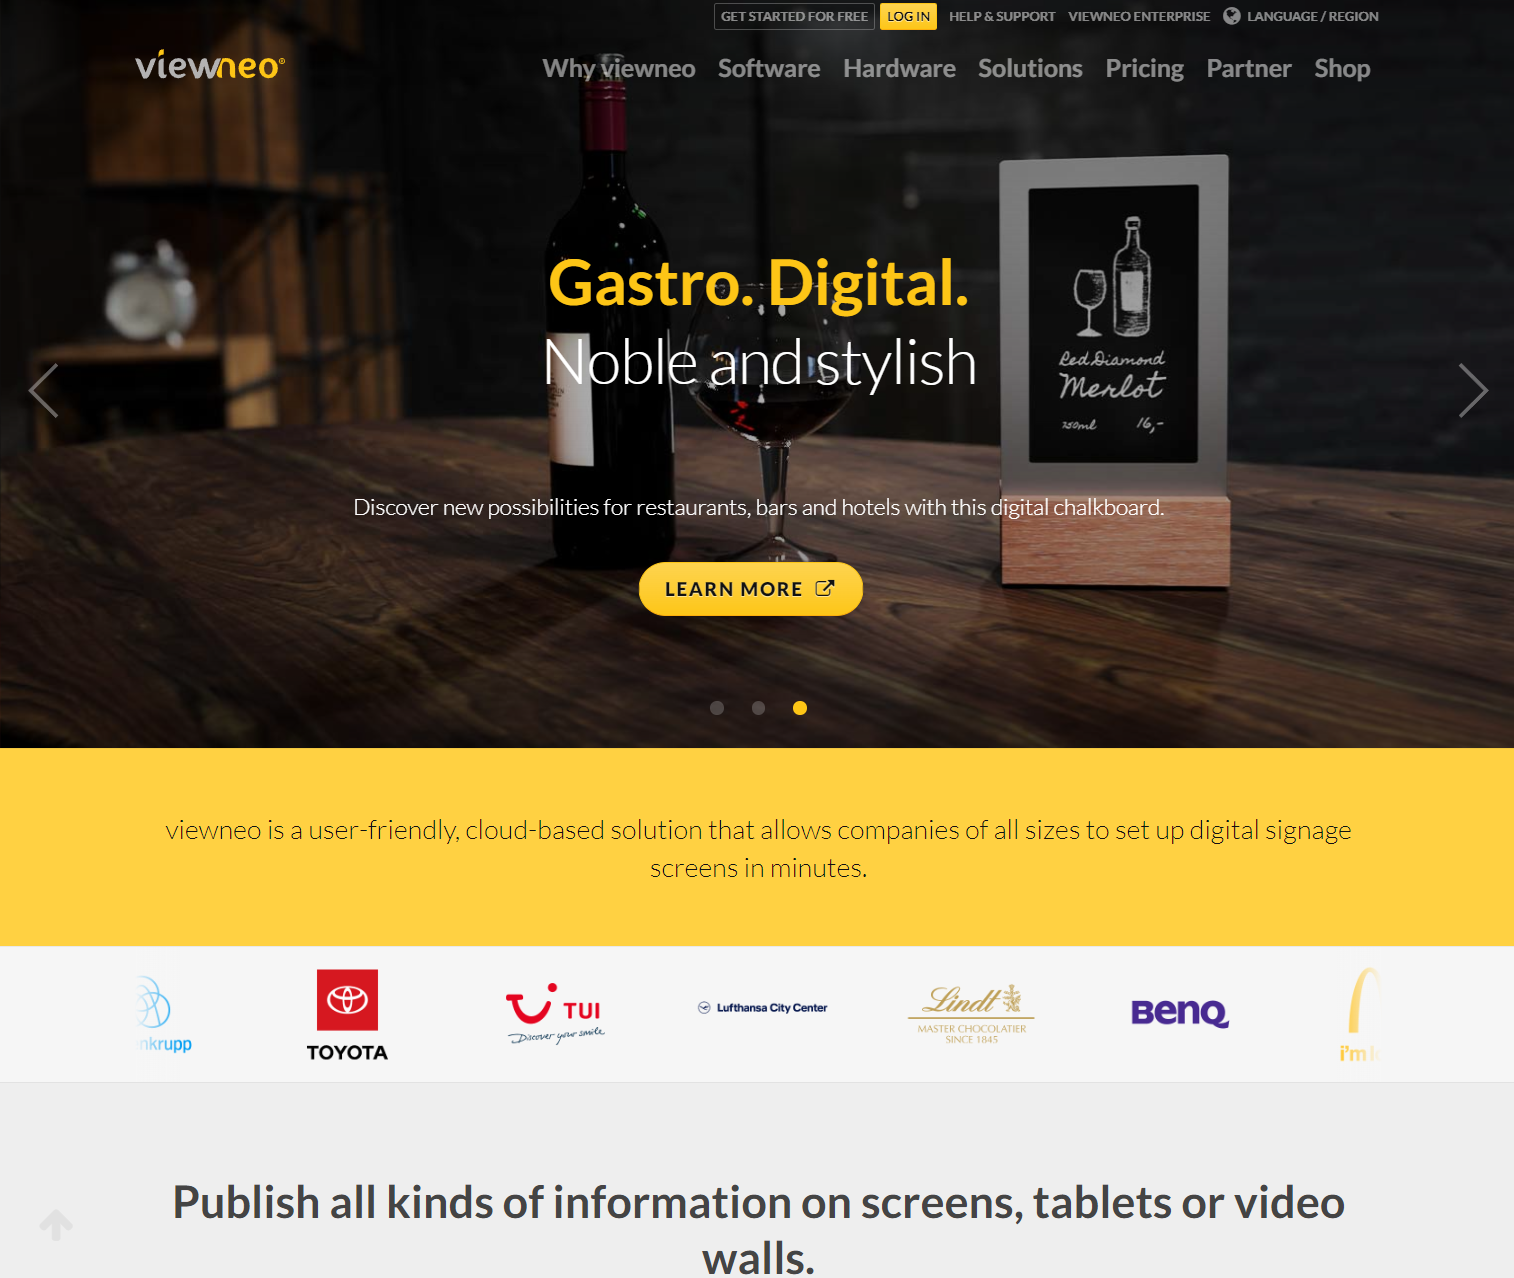 GET STARTED FOR FREE LOG IN HELP & SUPPORT VIEWNEO ENTERPRISE LANGUAGE / REGION
viewneo® Why viewneo Software Hardware Solutions Pricing Partner Shop
Gastro. Digital.
Noble and stylish
Red Diamond
Merlot
250ml 16,-
Discover new possibilities for restaurants, bars and hotels with this digital chalkboard.
LEARN MORE
viewneo is a user-friendly, cloud-based solution that allows companies of all sizes to set up digital signage
screens in minutes.
nkrupp
TOYOTA
TUI
Discover your smile
Lufthansa City Center
Lindt
MASTER CHOCOLATIER
SINCE 1845
BenQ
i'm l
Publish all kinds of information on screens, tablets or video
walls.